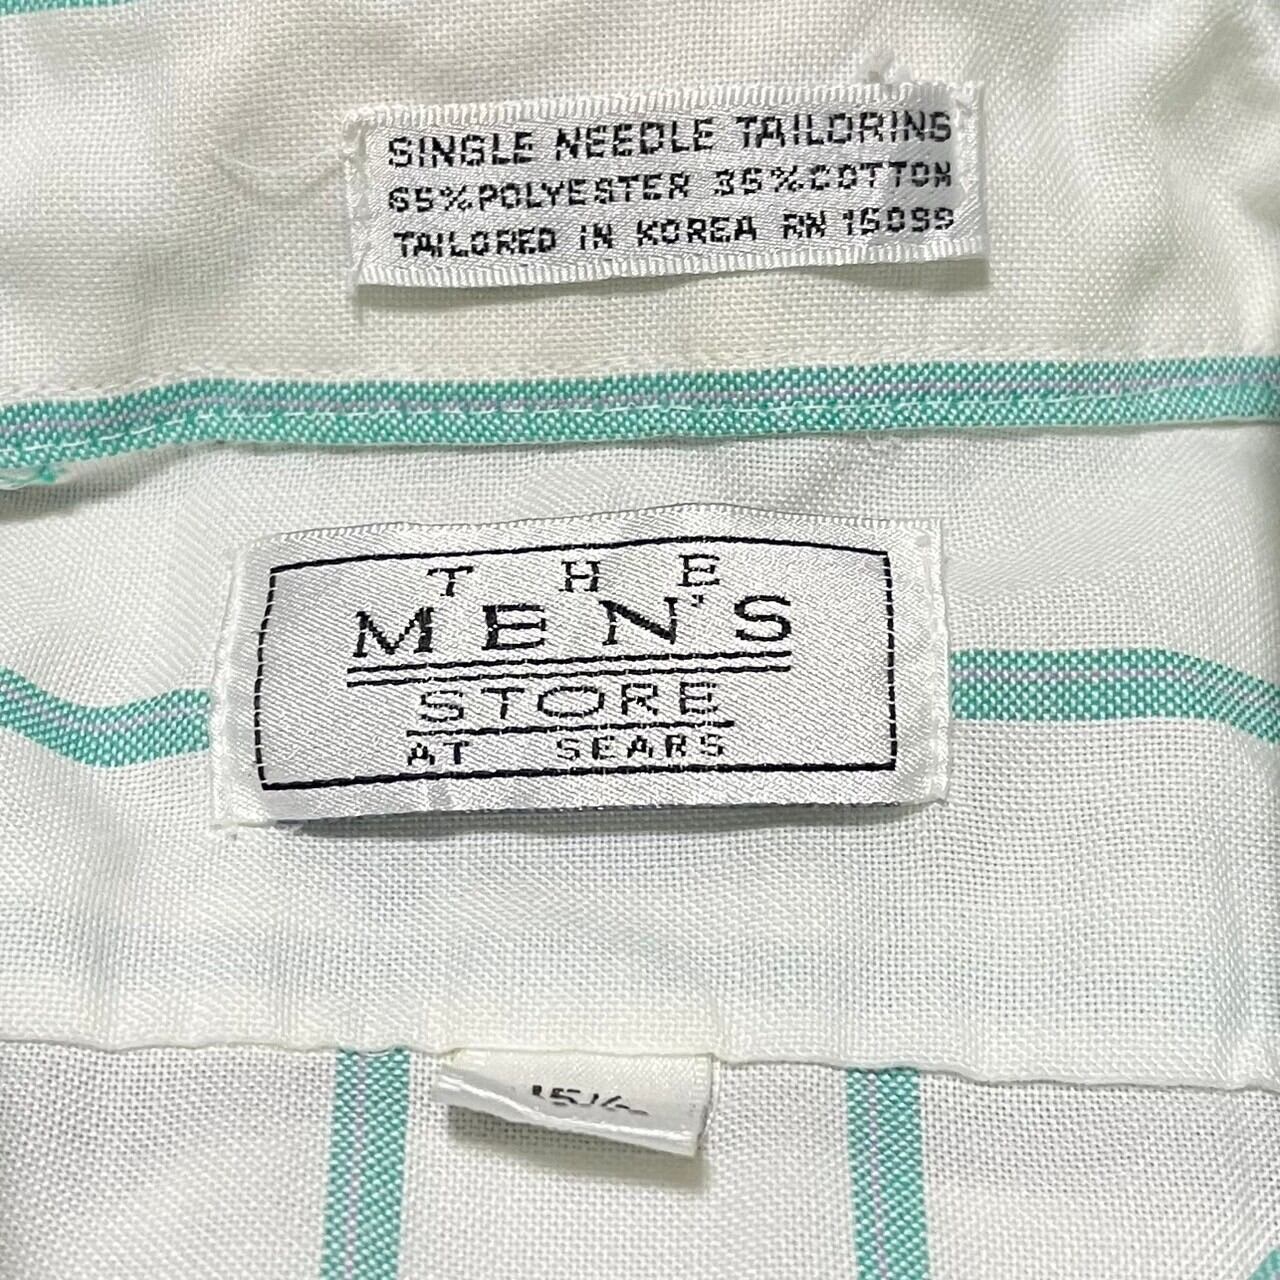 SINGLE NEEDLE TAILORING
65% POLYESTER 35% COTTON
TAILORED IN KOREA RN 15099
THE
MEN'S
STORE
AT SEARS